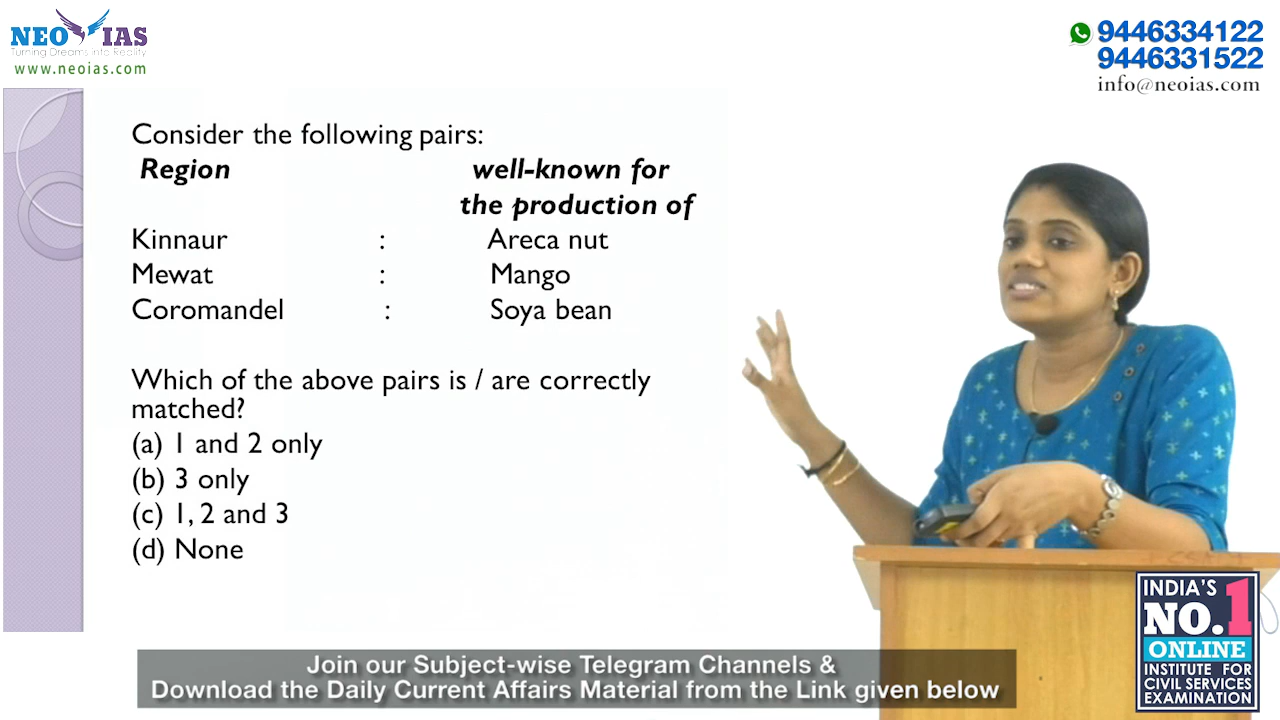 NEO IAS
Turning Dreams into Reality
www.neoias.com
9446334122
9446331522
info@neoias.com
Consider the following pairs:
Region well-known for
the production of
Kinnaur : Areca nut
Mewat : Mango
Coromandel : Soya bean
Which of the above pairs is / are correctly
matched?
(a) 1 and 2 only
(b) 3 only
(c) 1, 2 and 3
(d) None
INDIA'S
NO.1
ONLINE
INSTITUTE FOR
CIVIL SERVICES
EXAMINATION
Join our Subject-wise Telegram Channels &
Download the Daily Current Affairs Material from the Link given below